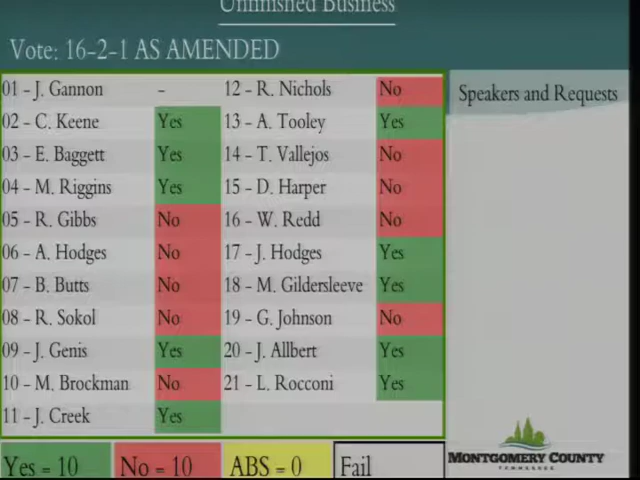 Unfinished Business
Vote: 16-2-1 AS AMENDED
01 – J. Gannon -
02 – C. Keene Yes
03 – E. Baggett Yes
04 – M. Riggins Yes
05 – R. Gibbs No
06 – A. Hodges No
07 – B. Butts No
08 – R. Sokol No
09 – J. Genis Yes
10 – M. Brockman No
11 – J. Creek Yes
12 – R. Nichols No
13 – A. Tooley Yes
14 – T. Vallejos No
15 – D. Harper No
16 – W. Redd No
17 – J. Hodges Yes
18 – M. Gildersleeve Yes
19 – G. Johnson No
20 – J. Allbert Yes
21 – L. Rocconi Yes
Speakers and Requests
Yes = 10 No = 10 ABS = 0 Fail
MONTGOMERY COUNTY
TENNESSEE